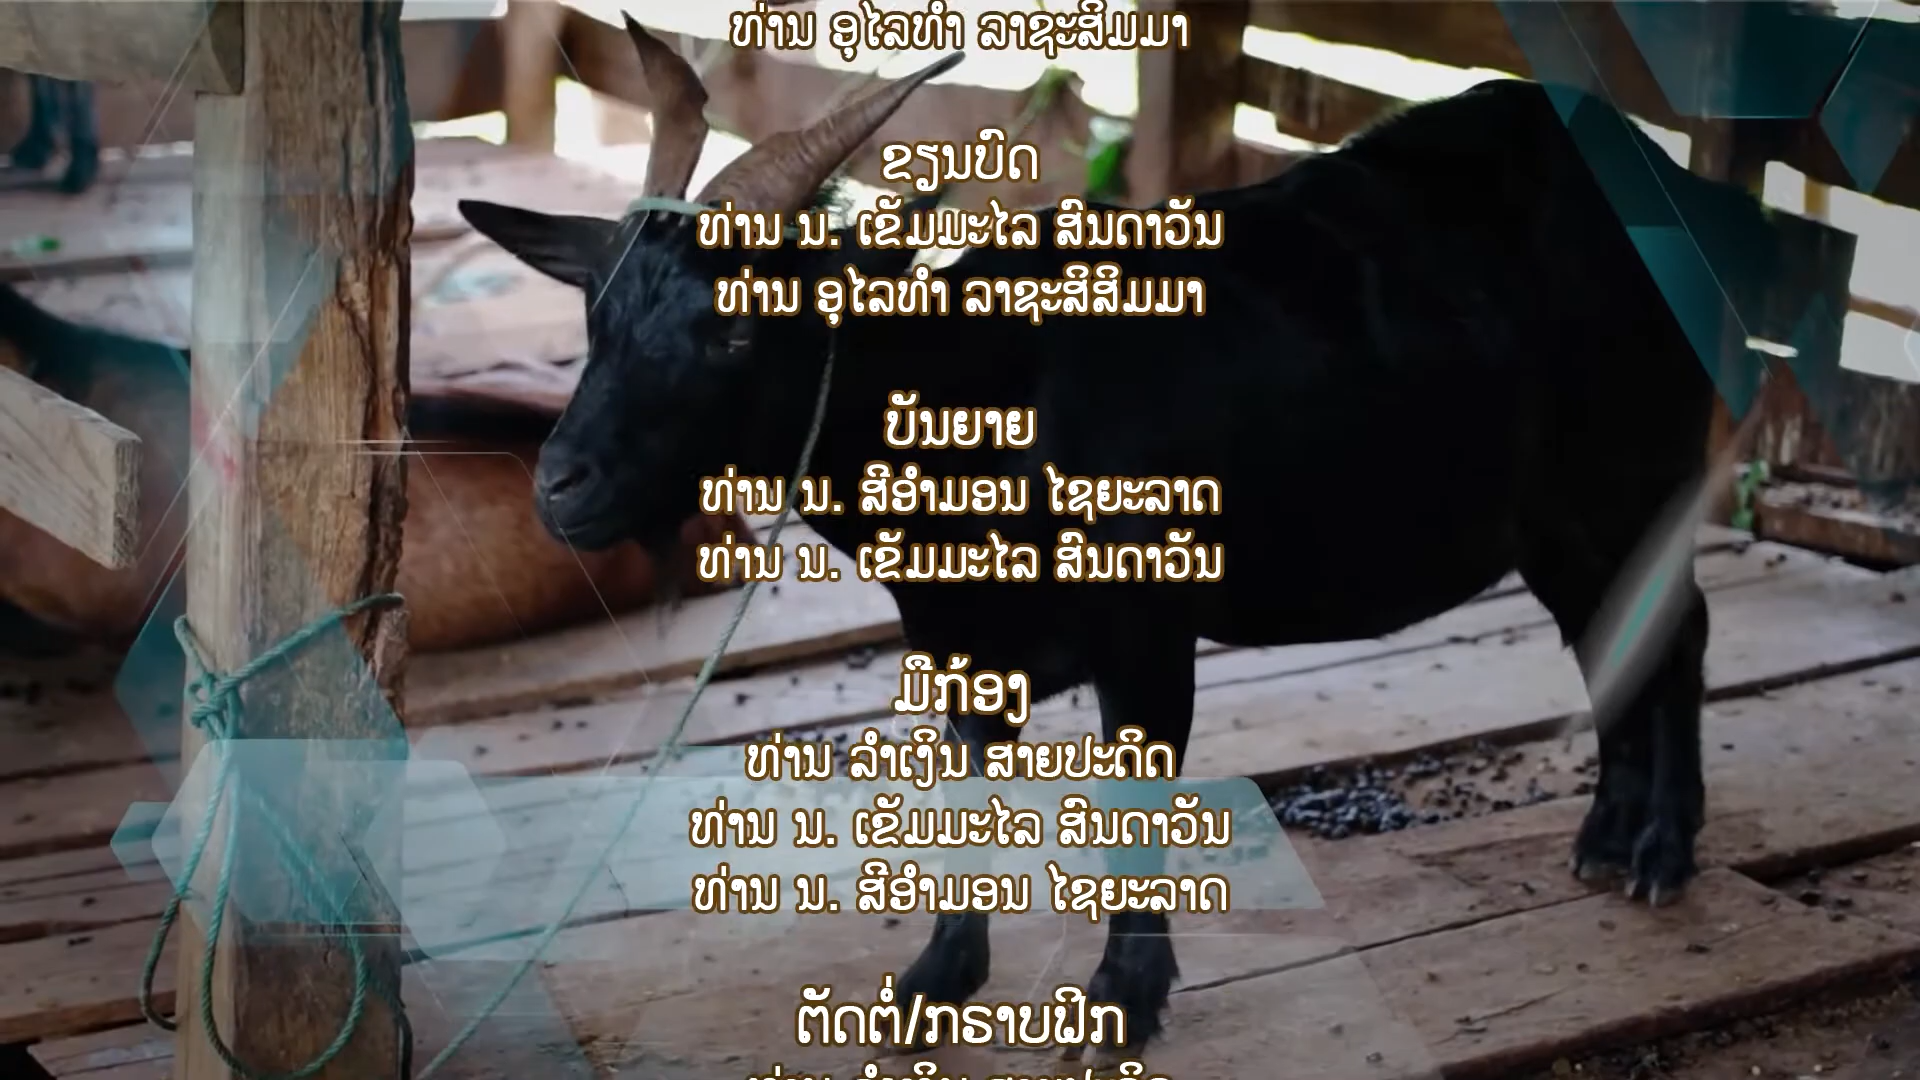 ທ່ານ ອຸໄລທຳ ລາຊະສິມມາ
ຂຽນບົດ
ທ່ານ ນ. ເຂັມມະໄລ ສົນດາວັນ
ທ່ານ ອຸໄລທຳ ລາຊະສິສິມມາ
ບັນຍາຍ
ທ່ານ ນ. ສີອຳມອນ ໄຊຍະລາດ
ທ່ານ ນ. ເຂັມມະໄລ ສົນດາວັນ
ມືກ້ອງ
ທ່ານ ລຳເງິນ ສາຍປະດິດ
ທ່ານ ນ. ເຂັມມະໄລ ສົນດາວັນ
ທ່ານ ນ. ສີອຳມອນ ໄຊຍະລາດ
ຕັດຕໍ່/ກຣາບຟີກ